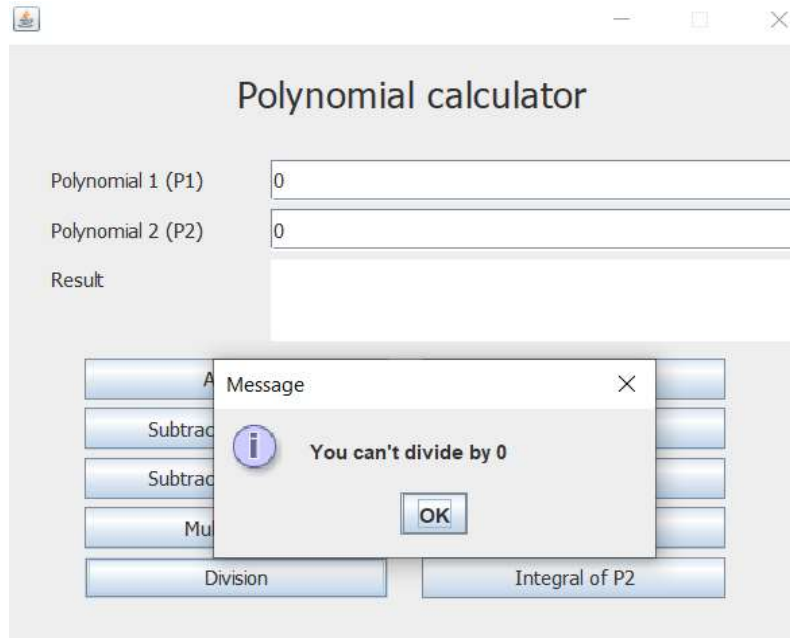 Polynomial calculator
Polynomial 1 (P1)
0
Polynomial 2 (P2)
0
Result
Message
You can't divide by 0
OK
Division
Integral of P2